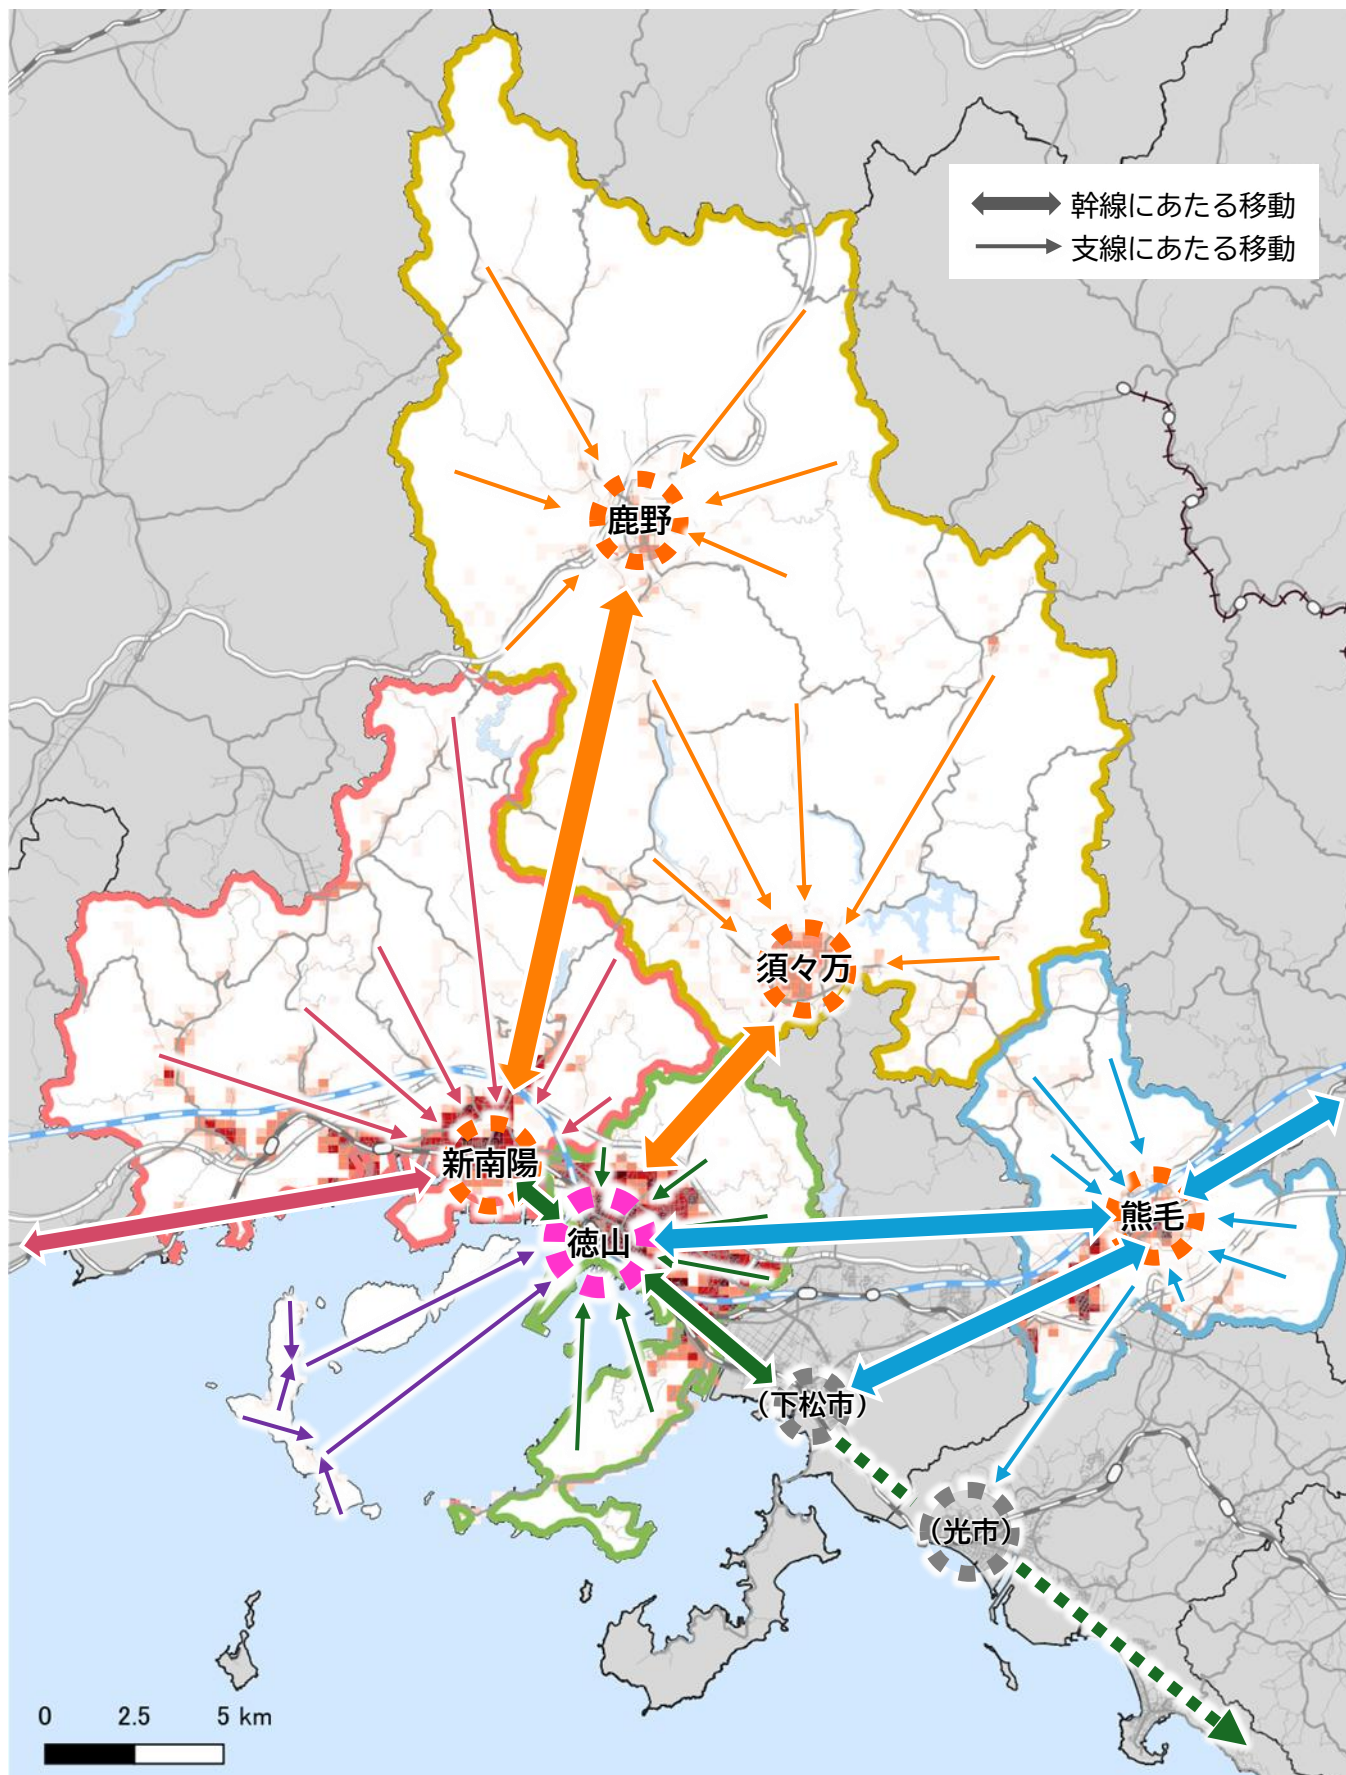 幹線にあたる移動
支線にあたる移動
鹿野
須々万
新南陽
熊毛
徳山
（下松市）
（光市）
0 2.5 5 km